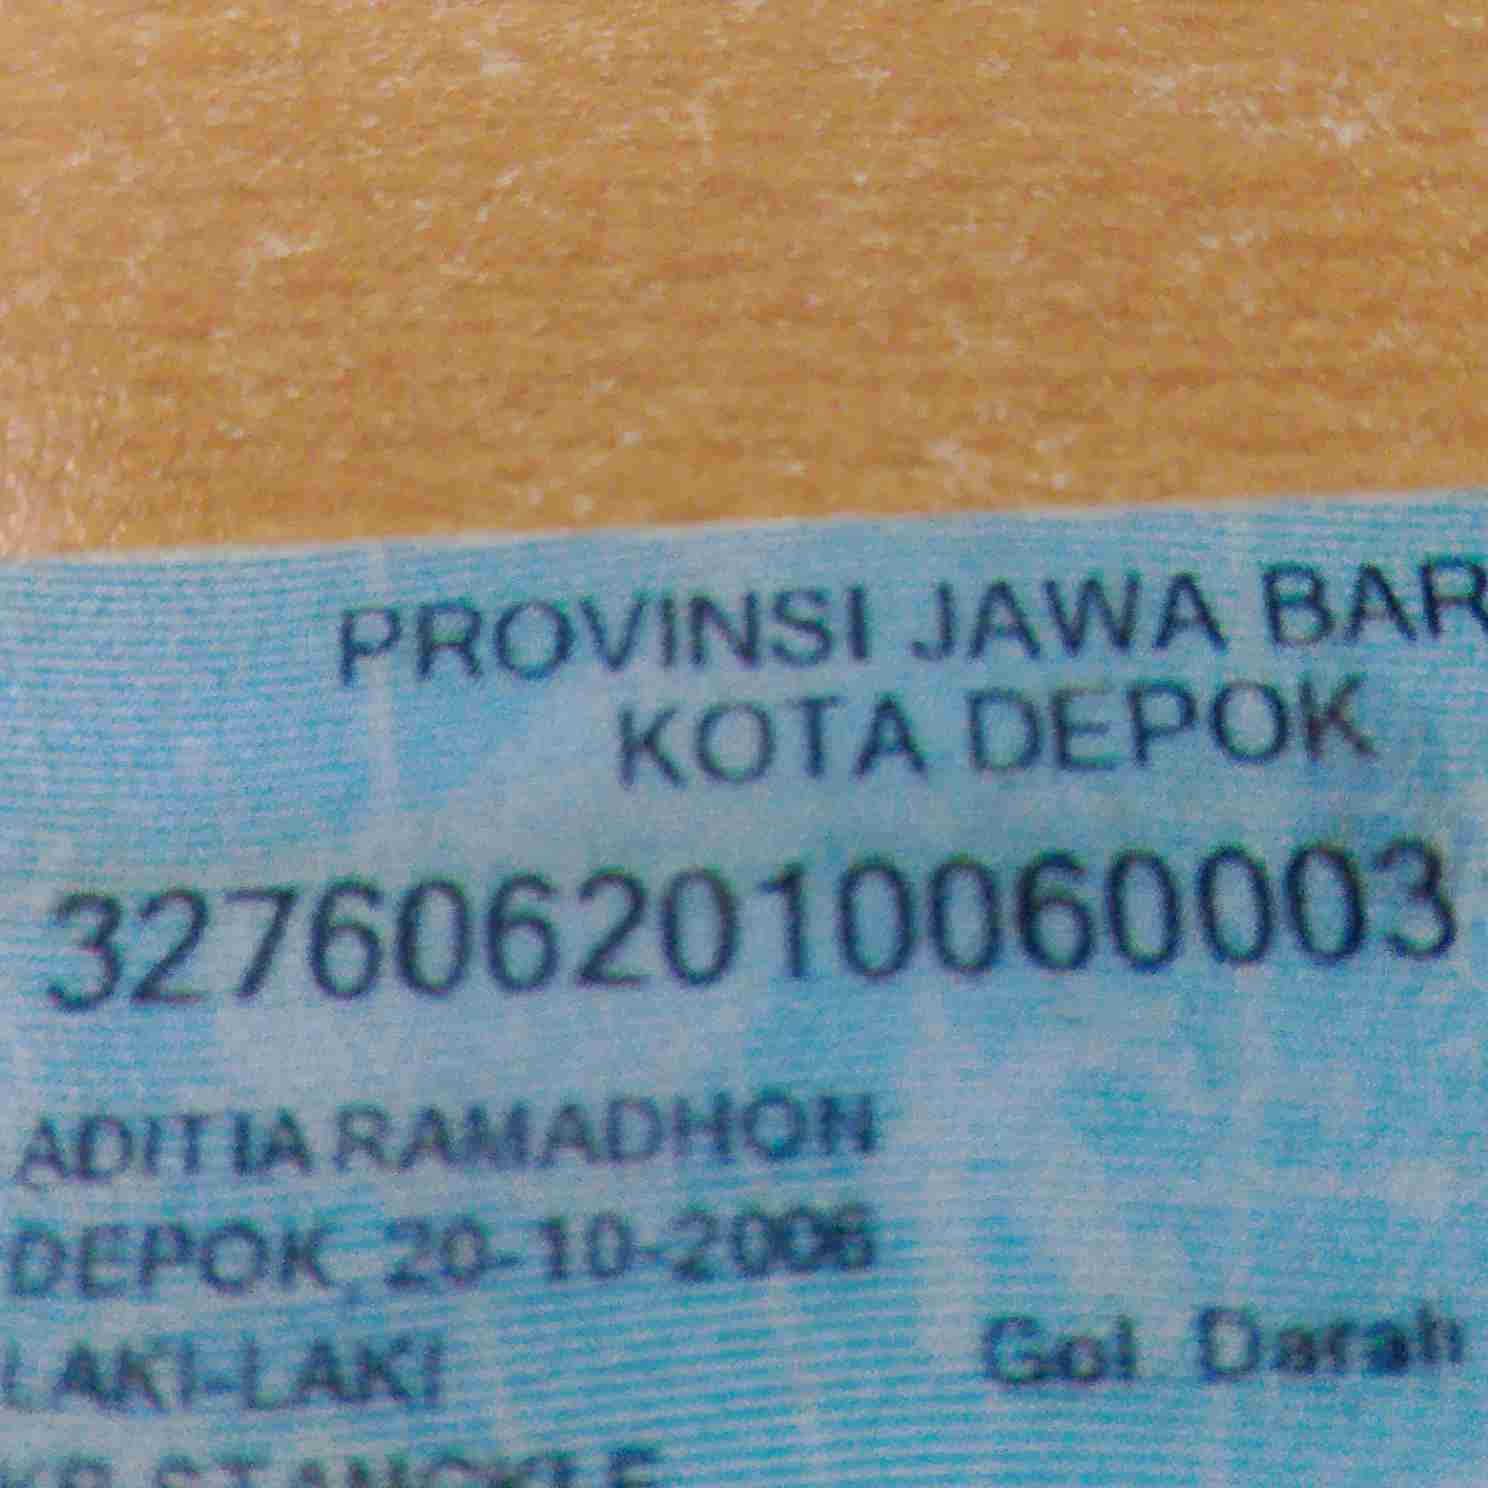 PROVINSI JAWA BAR
KOTA DEPOK
3276062010060003
ADITIA RAMADHON
DEPOK, 20-10-2006
LAKI-LAKI
Gol Darah